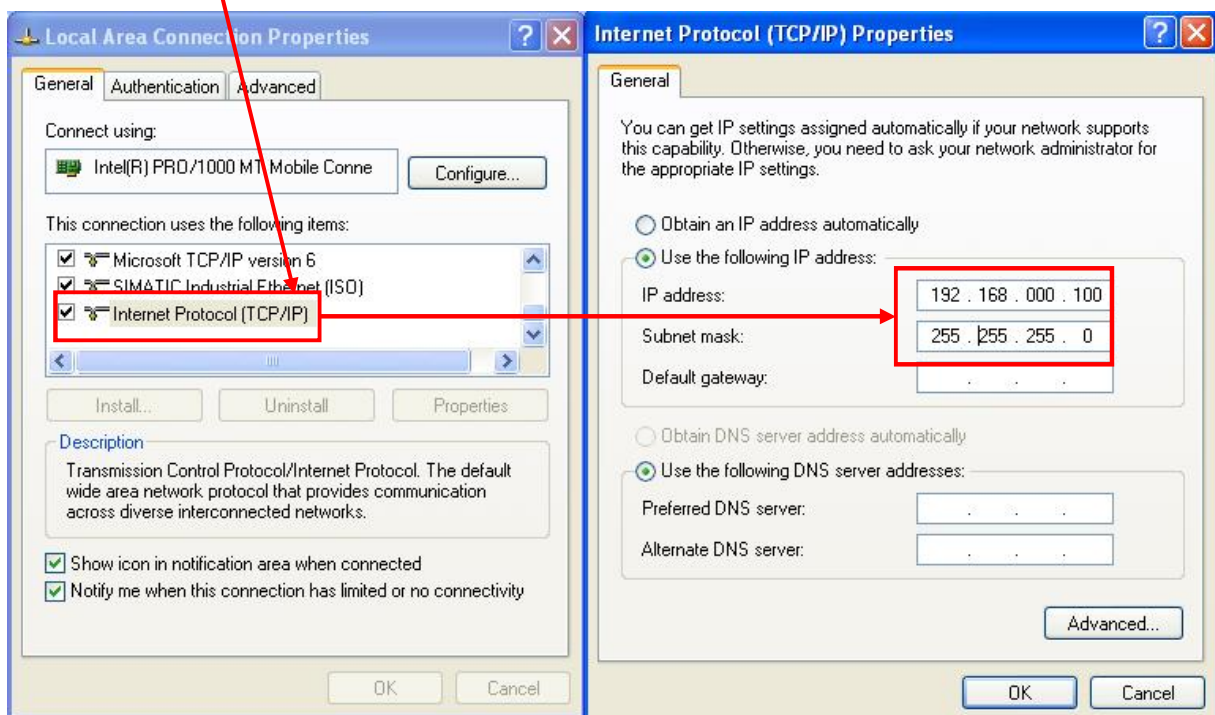 Local Area Connection Properties
General
Authentication
Advanced
Connect using:
Intel(R) PRO/1000 MT Mobile Conne
Configure...
This connection uses the following items:
Microsoft TCP/IP version 6
SIMATIC Industrial Ethernet (ISO)
Internet Protocol (TCP/IP)
Install...
Uninstall
Properties
Description
Transmission Control Protocol/Internet Protocol. The default
wide area network protocol that provides communication
across diverse interconnected networks.
Show icon in notification area when connected
Notify me when this connection has limited or no connectivity
OK
Cancel
Internet Protocol (TCP/IP) Properties
General
You can get IP settings assigned automatically if your network supports
this capability. Otherwise, you need to ask your network administrator for
the appropriate IP settings.
Obtain an IP address automatically
Use the following IP address:
IP address: 192 . 168 . 000 . 100
Subnet mask: 255 . 255 . 255 . 0
Default gateway: . . .
Obtain DNS server address automatically
Use the following DNS server addresses:
Preferred DNS server: . . .
Alternate DNS server: . . .
Advanced...
OK
Cancel